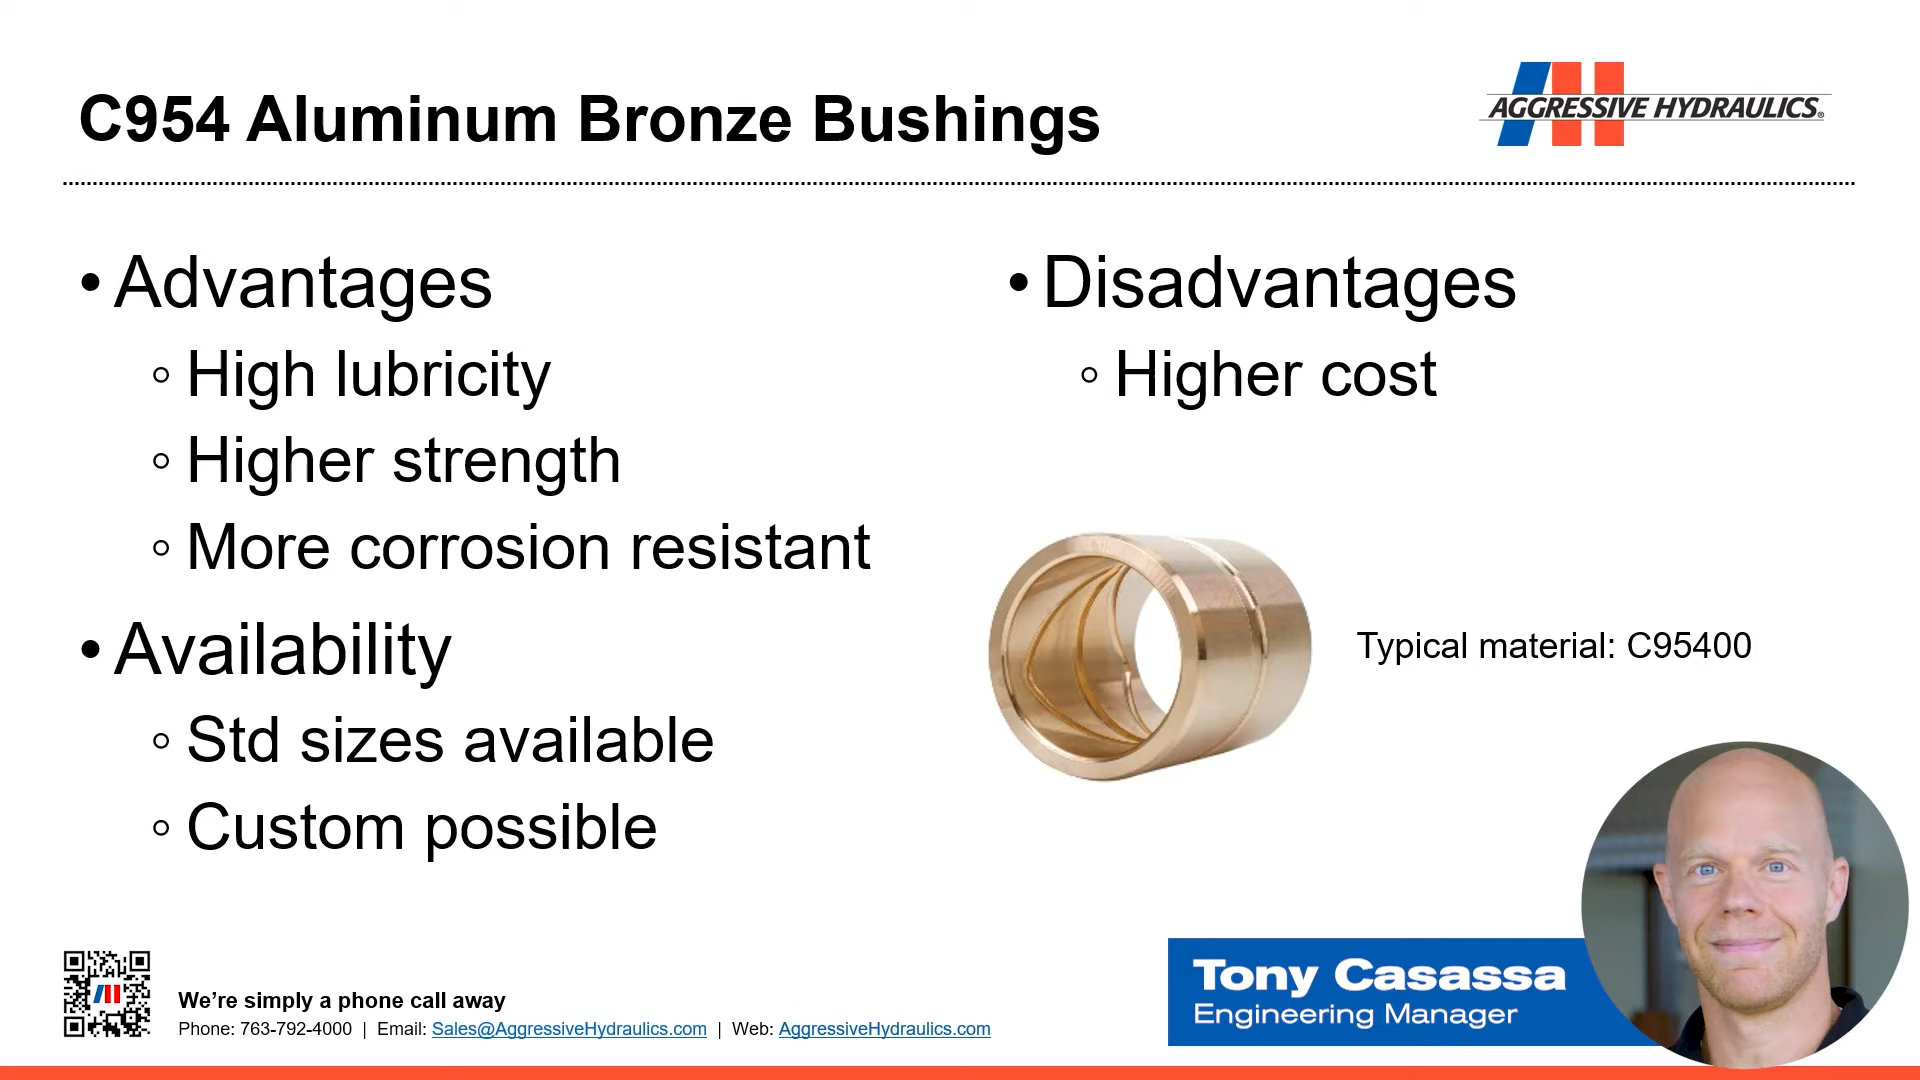 C954 Aluminum Bronze Bushings
AGGRESSIVE HYDRAULICS®
• Advantages
◦ High lubricity
◦ Higher strength
◦ More corrosion resistant
• Availability
◦ Std sizes available
◦ Custom possible
• Disadvantages
◦ Higher cost
Typical material: C95400
We’re simply a phone call away
Phone: 763-792-4000 | Email: Sales@AggressiveHydraulics.com | Web: AggressiveHydraulics.com
Tony Casassa
Engineering Manager